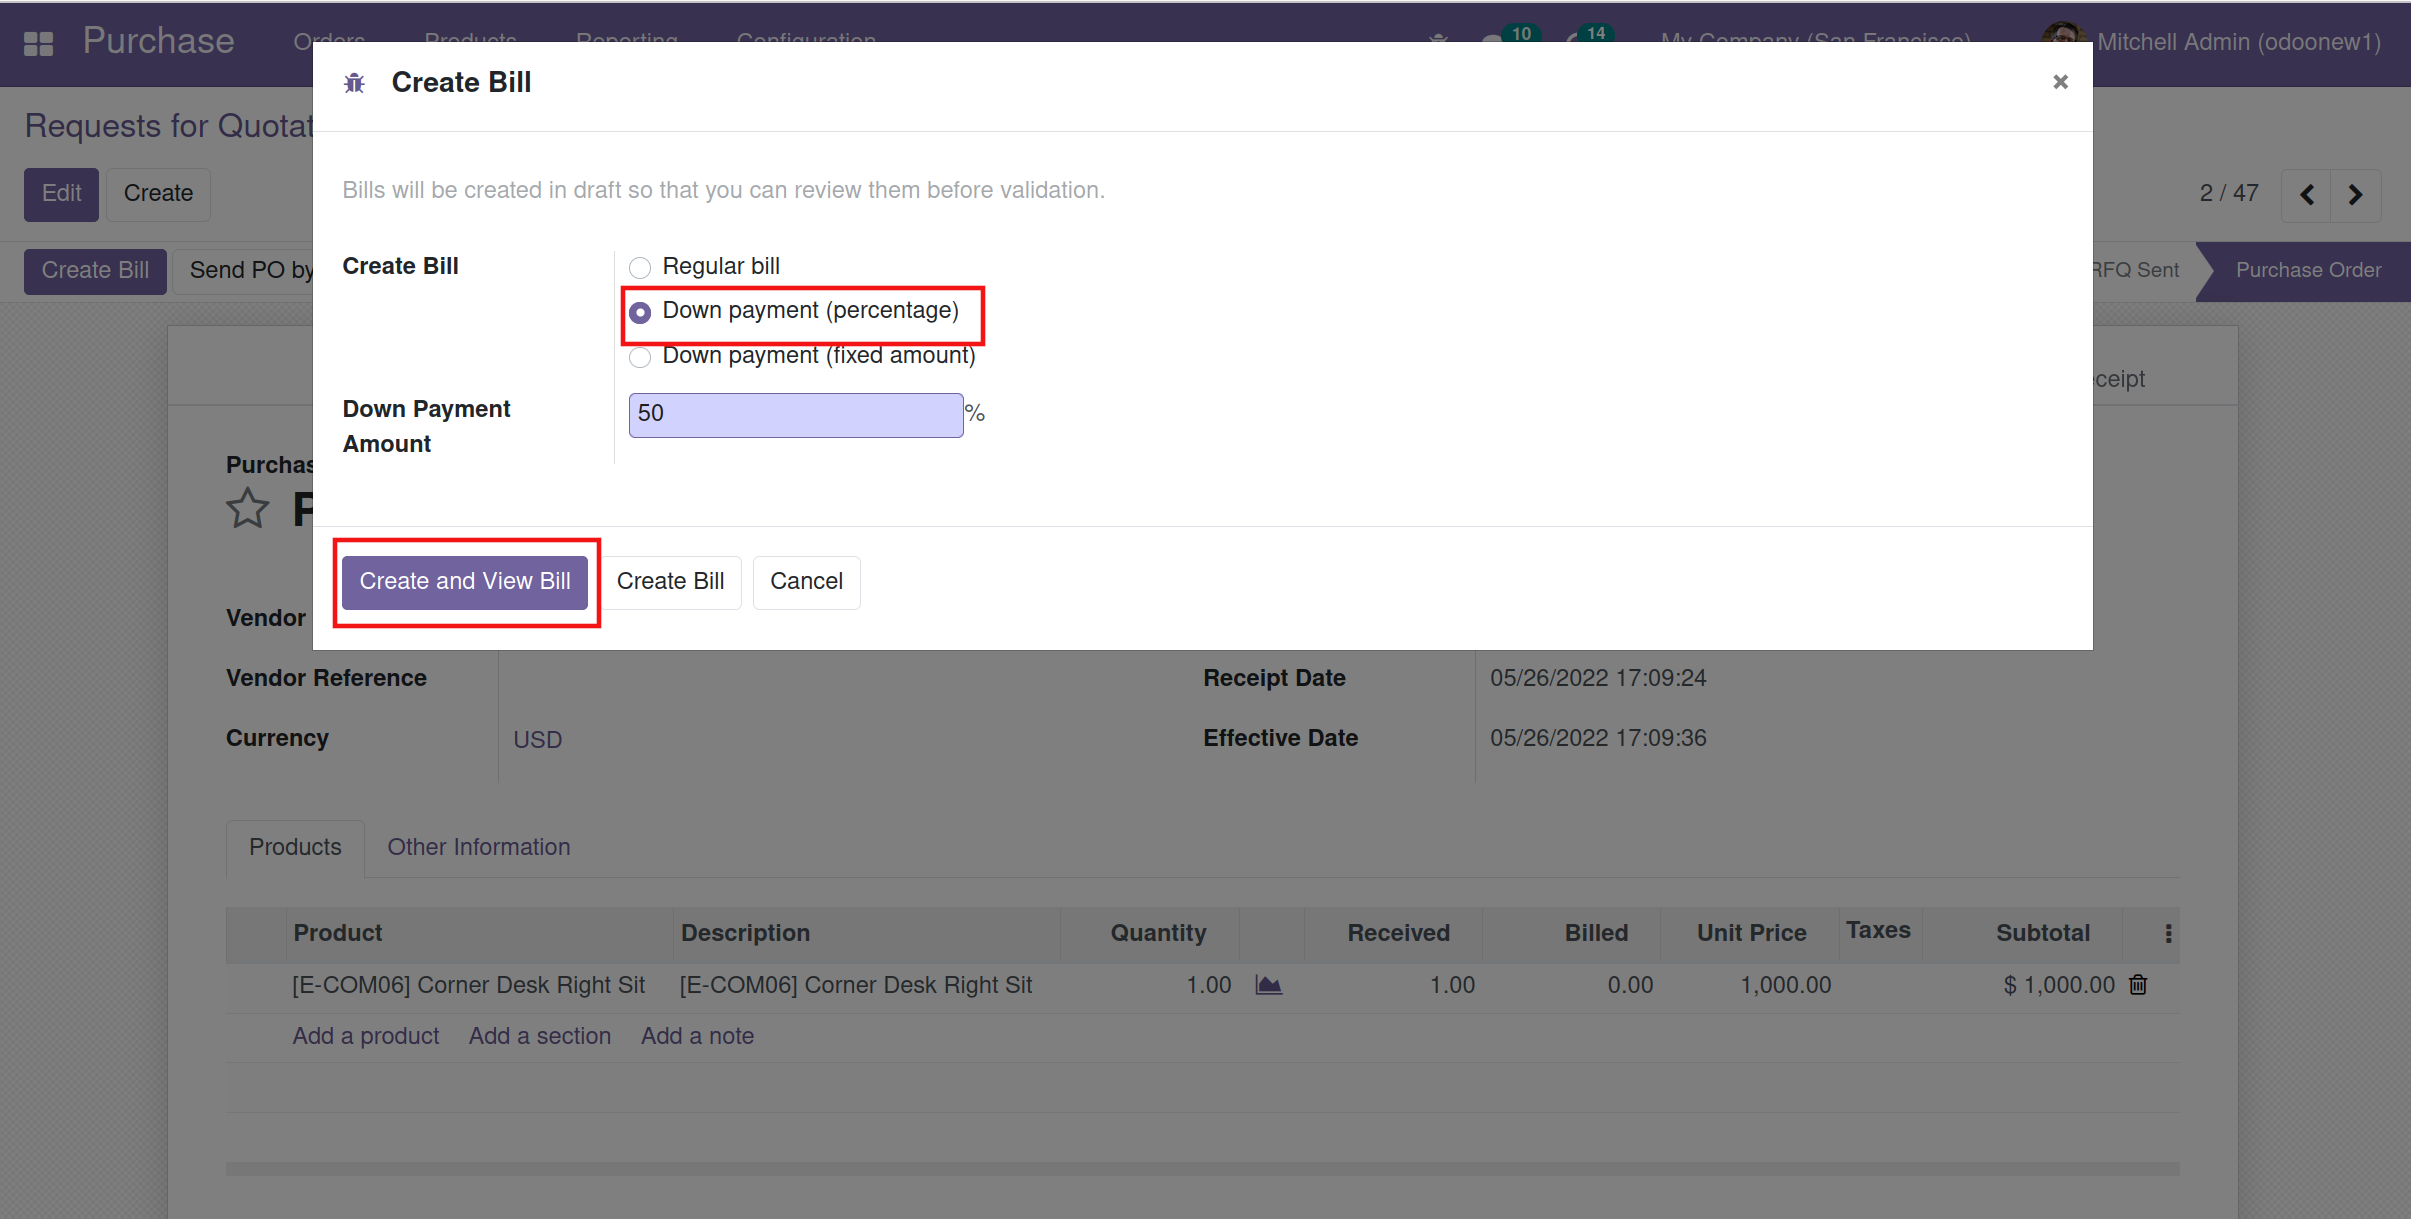 Purchase Orders Products Reporting Configuration 10 14 My Company (San Francisco) Mitchell Admin (odoonew1)
Create Bill ×
Requests for Quotat
Edit Create 2 / 47
Bills will be created in draft so that you can review them before validation.
Create Bill Send PO by RFQ Sent Purchase Order
Create Bill Regular bill
Down payment (percentage)
Down payment (fixed amount)
ceipt
Down Payment
Amount
50 %
Purchas
P
Create and View Bill Create Bill Cancel
Vendor
Vendor Reference Receipt Date 05/26/2022 17:09:24
Currency USD Effective Date 05/26/2022 17:09:36
Products Other Information
Product Description Quantity Received Billed Unit Price Taxes Subtotal
[E-COM06] Corner Desk Right Sit [E-COM06] Corner Desk Right Sit 1.00 1.00 0.00 1,000.00 $ 1,000.00
Add a product Add a section Add a note